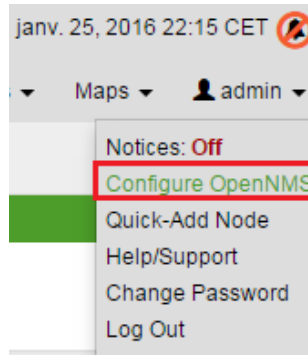 janv. 25, 2016 22:15 CET
Maps admin
Notices: Off
Configure OpenNMS
Quick-Add Node
Help/Support
Change Password
Log Out